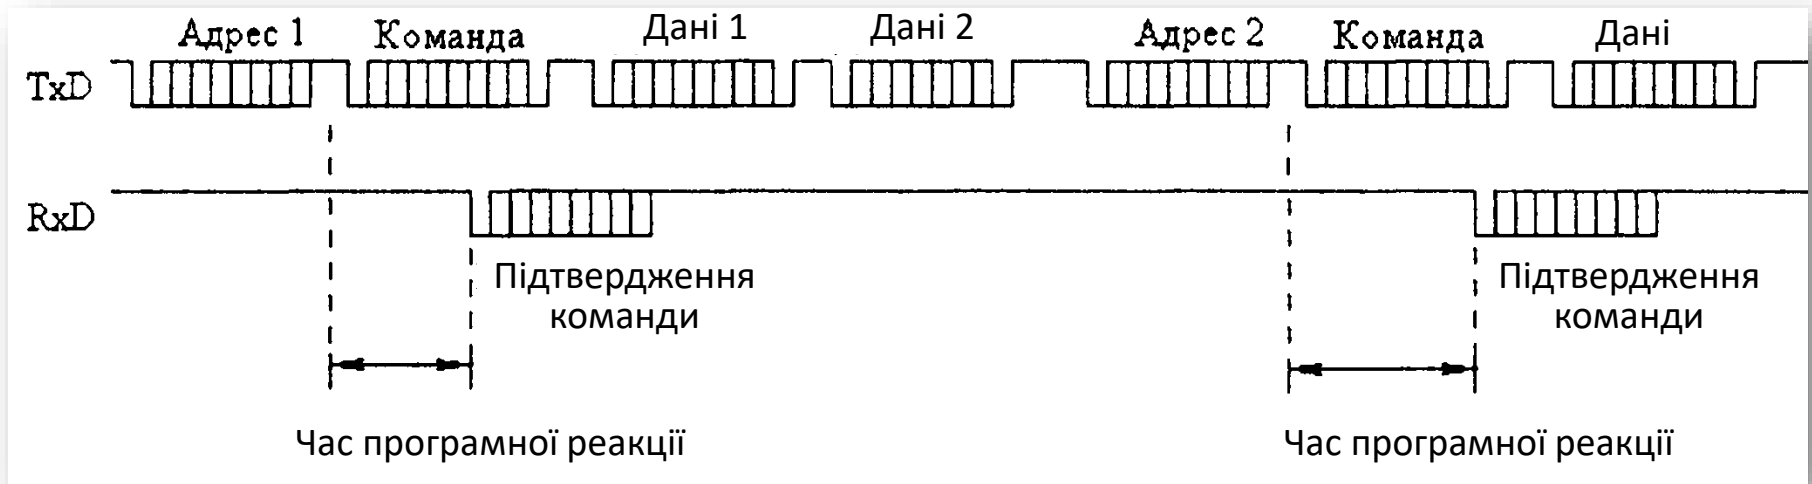 Адрес 1 Команда Дані 1 Дані 2 Адрес 2 Команда Дані
TxD
RxD
Підтвердження
команди
Підтвердження
команди
Час програмної реакції
Час програмної реакції